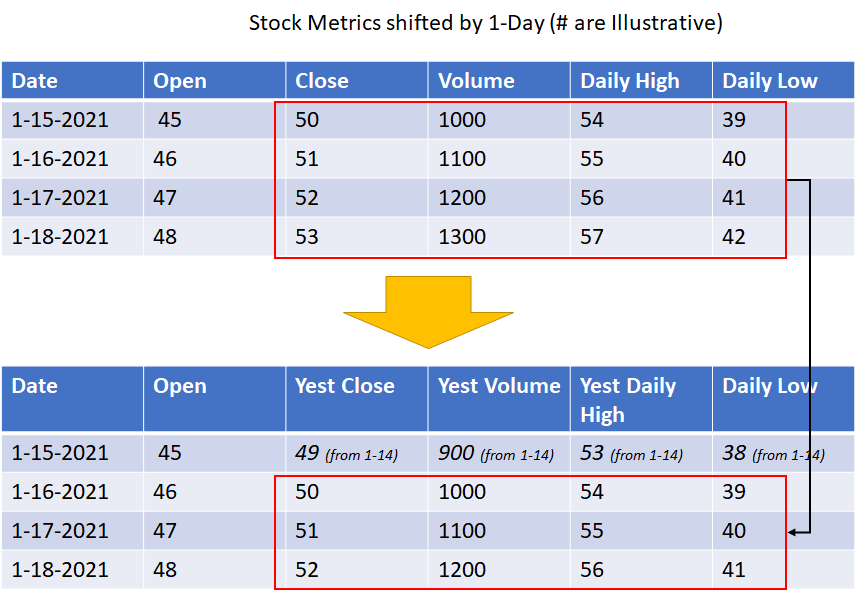 Stock Metrics shifted by 1-Day (# are Illustrative)
Date Open Close Volume Daily High Daily Low
1-15-2021 45 50 1000 54 39
1-16-2021 46 51 1100 55 40
1-17-2021 47 52 1200 56 41
1-18-2021 48 53 1300 57 42
Date Open Yest Close Yest Volume Yest Daily High Daily Low
1-15-2021 45 49 (from 1-14) 900 (from 1-14) 53 (from 1-14) 38 (from 1-14)
1-16-2021 46 50 1000 54 39
1-17-2021 47 51 1100 55 40
1-18-2021 48 52 1200 56 41